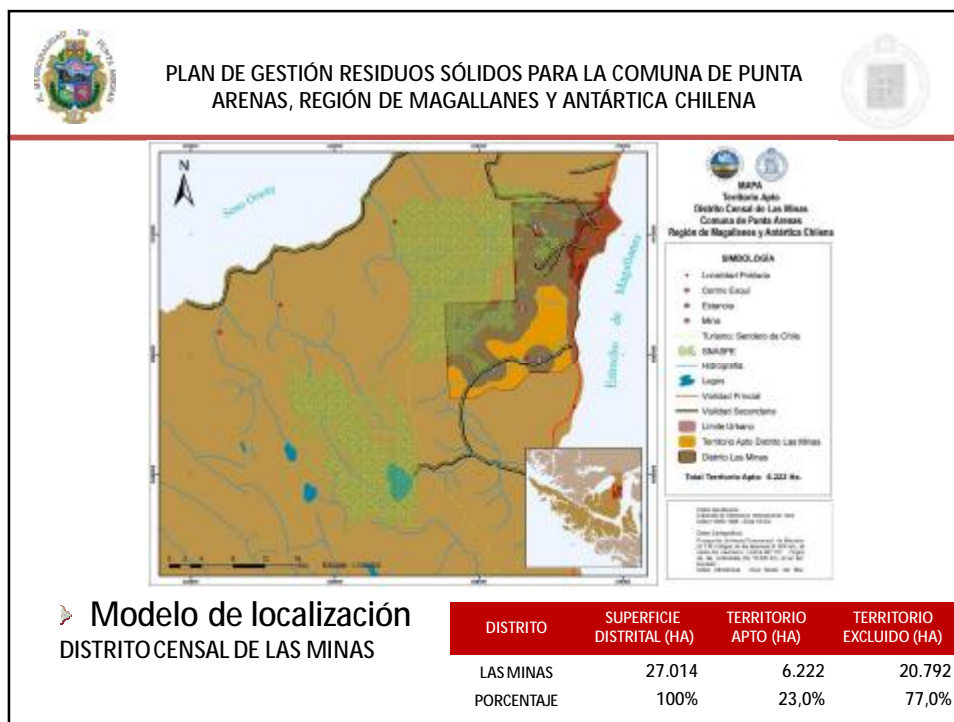 PLAN DE GESTIÓN RESIDUOS SÓLIDOS PARA LA COMUNA DE PUNTA
ARENAS, REGIÓN DE MAGALLANES Y ANTÁRTICA CHILENA
N
Seno Otway
Estrecho de Magallanes
MAPA
Territorio Apto
Distrito Censal de Las Minas
Comuna de Punta Arenas
Región de Magallanes y Antártica Chilena
SIMBOLOGÍA
Localidad Poblada
Centro Esquí
Estancia
Mina
Turismo: Sendero de Chile
SNASPE
Hidrografía
Lagos
Vialidad Principal
Vialidad Secundaria
Límite Urbano
Territorio Apto Distrito Las Minas
Distrito Las Minas
Total Territorio Apto: 6.222 Ha.
Modelo de localización
DISTRITO CENSAL DE LAS MINAS
DISTRITO SUPERFICIE DISTRITAL (HA) TERRITORIO APTO (HA) TERRITORIO EXCLUIDO (HA)
LAS MINAS 27.014 6.222 20.792
PORCENTAJE 100% 23,0% 77,0%